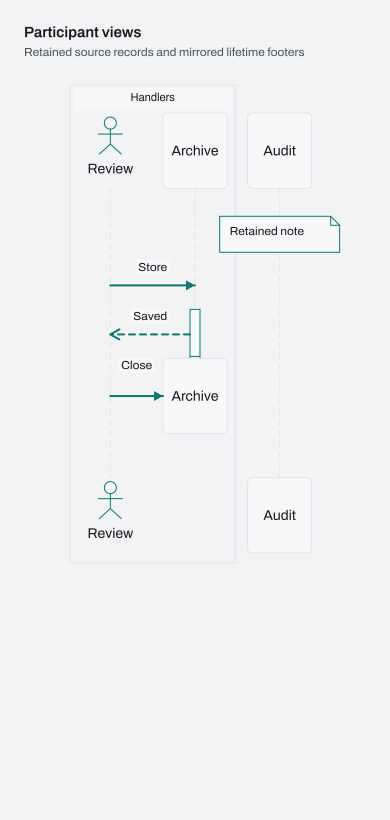 Participant views
Retained source records and mirrored lifetime footers
Handlers
Review
Archive
Audit
Retained note
Store
Saved
Close
Archive
Review
Audit